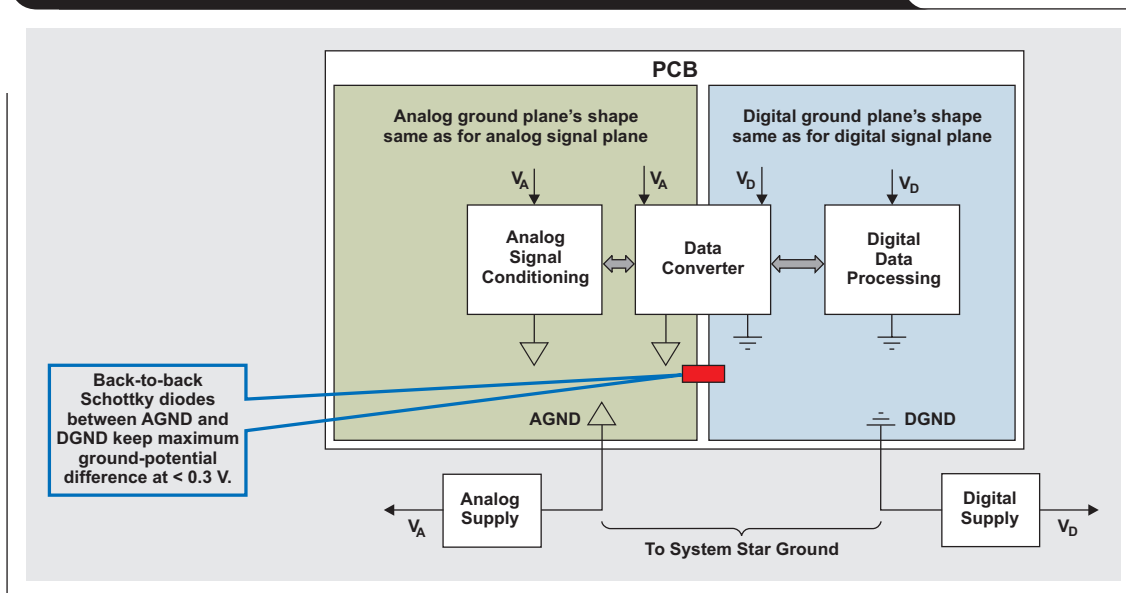 PCB
Analog ground plane's shape
same as for analog signal plane
Digital ground plane's shape
same as for digital signal plane
VA
VA
VD
VD
Analog
Signal
Conditioning
Data
Converter
Digital
Data
Processing
Back-to-back
Schottky diodes
between AGND and
DGND keep maximum
ground-potential
difference at < 0.3 V.
AGND
DGND
Analog
Supply
Digital
Supply
VA
VD
To System Star Ground